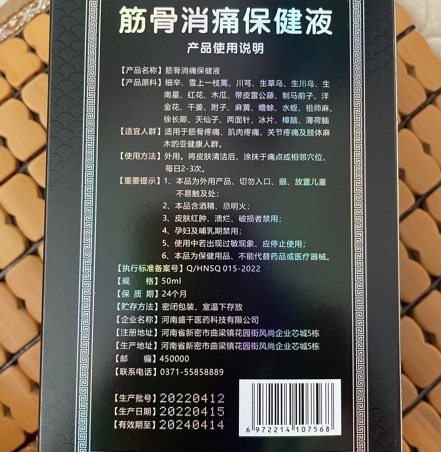 筋骨消痛保健液
产品使用说明
【产品名称】筋骨消痛保健液
【产品原料】细辛、雪上一枝蒿、川芎、生草乌、生川乌、生
南星、红花、木瓜、带皮雷公藤、制马前子、洋
金花、干姜、附子、麻黄、蟾蜍、水蛭、祖师麻、
徐长卿、天仙子、两面针、冰片、樟脑、薄荷脑
【适宜人群】适用于筋骨疼痛、肌肉疼痛、关节疼痛及肢体麻
木的亚健康人群。
【使用方法】外用。将皮肤清洁后、涂抹于痛点或相邻穴位、
每日2-3次。
【重要提示】1、本品为外用产品、切勿入口、眼、放置儿童
不易触及处；
2、本品含酒精、忌明火；
3、皮肤红肿、溃烂、破损者禁用；
4、孕妇及哺乳期禁用；
5、使用中若出现过敏现象、应停止使用；
6、本品为保健用品、不能代替药品或医疗器械。
【执行标准备案号】Q/HNSQ 015-2022
【规 格】50ml
【保 质 期】24个月
【贮存方法】密闭包装、室温下存放
【企业名称】河南盛干医药科技有限公司
【注册地址】河南省新密市曲梁镇花园街风尚企业芯城5栋
【生产地址】河南省新密市曲梁镇花园街风尚企业芯城5栋
【邮 编】450000
【联系电话】0371-55858889
【生产批号】20220412
【生产日期】20220415
【有效期至】20240414
6 972214 107568